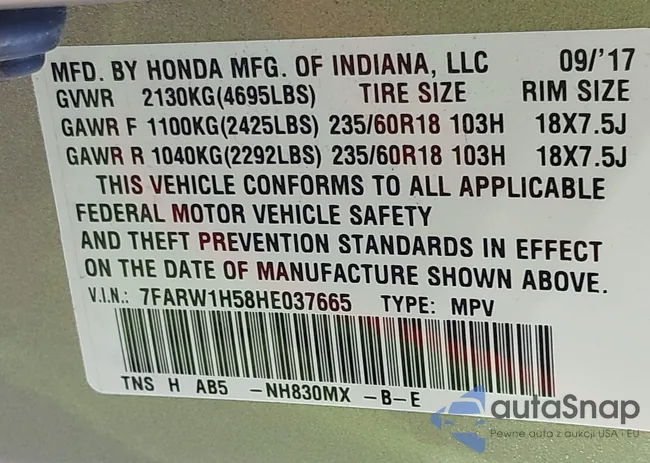 MFD. BY HONDA MFG. OF INDIANA, LLC 09/'17
GVWR 2130KG(4695LBS) TIRE SIZE RIM SIZE
GAWR F 1100KG(2425LBS) 235/60R18 103H 18X7.5J
GAWR R 1040KG(2292LBS) 235/60R18 103H 18X7.5J
THIS VEHICLE CONFORMS TO ALL APPLICABLE
FEDERAL MOTOR VEHICLE SAFETY
AND THEFT PREVENTION STANDARDS IN EFFECT
ON THE DATE OF MANUFACTURE SHOWN ABOVE.
V.I.N.: 7FARW1H58HE037665 TYPE: MPV
TNS H AB5 -NH830MX -B-E
autaSnap
Pewne auta z aukcji USA i EU